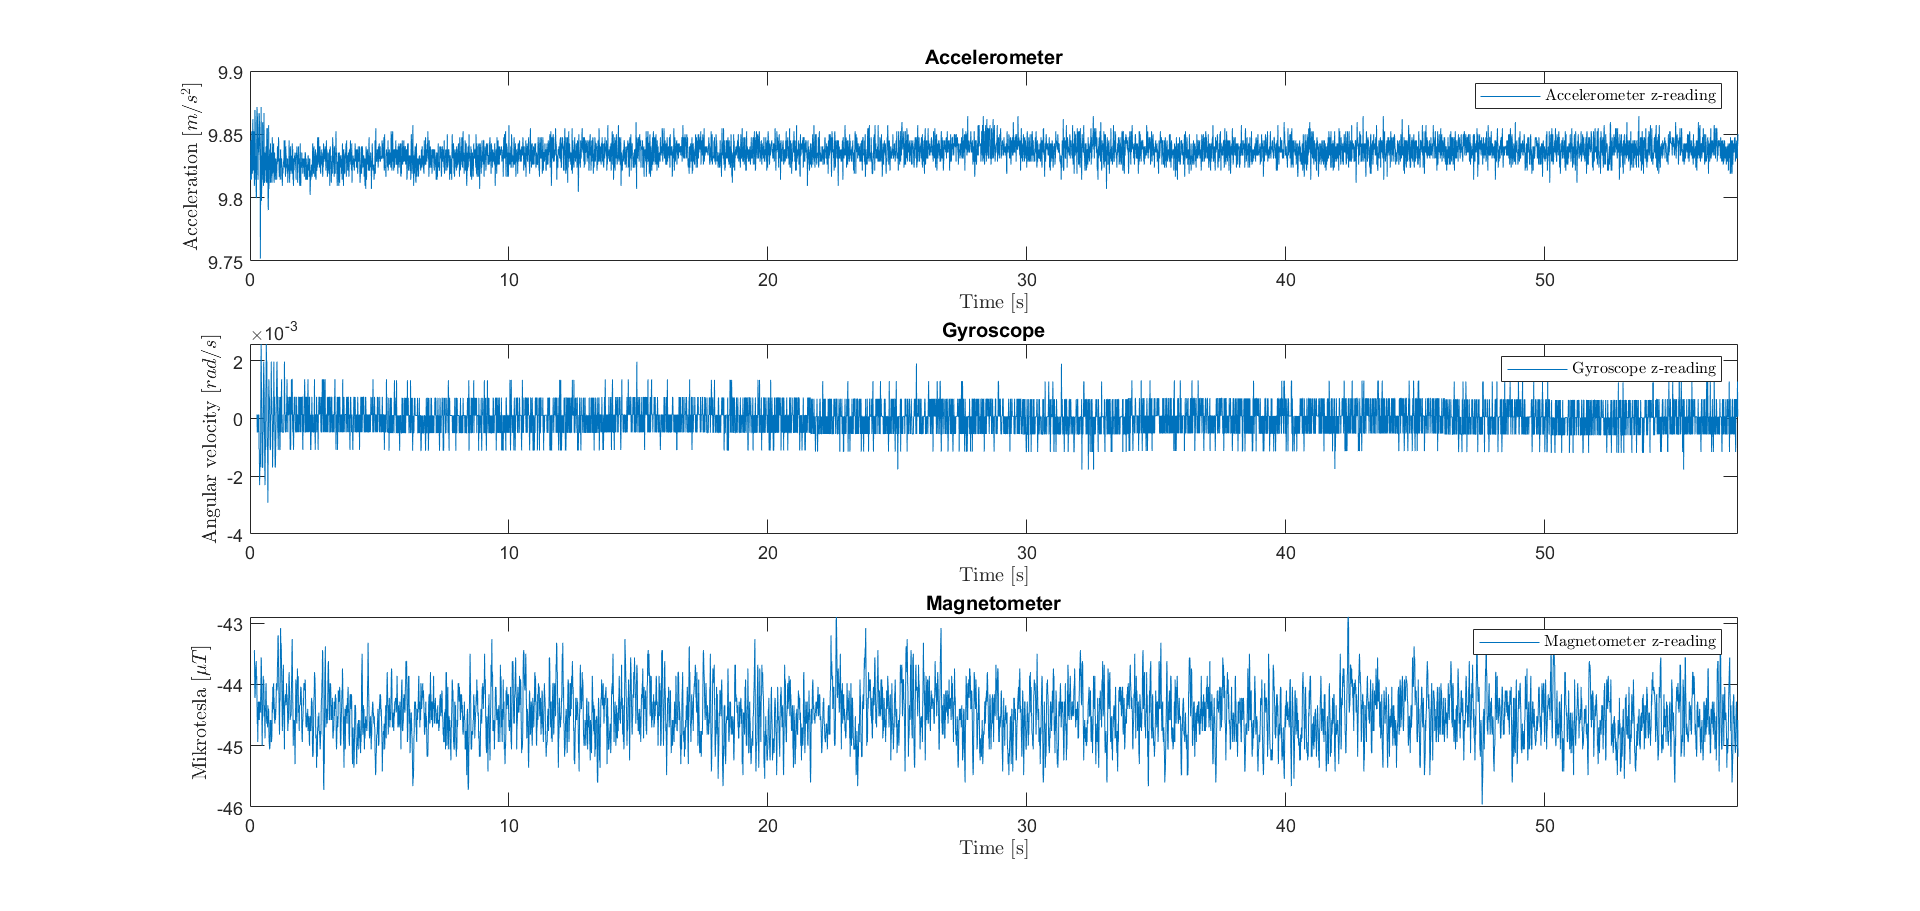 Accelerometer
9.9
9.85
9.8
9.75
Acceleration [m/s²]
Accelerometer z-reading
0 10 20 30 40 50
Time [s]
Gyroscope
×10⁻³
2
0
-2
-4
Angular velocity [rad/s]
Gyroscope z-reading
0 10 20 30 40 50
Time [s]
Magnetometer
-43
-44
-45
-46
Mikrotesla [μT]
Magnetometer z-reading
0 10 20 30 40 50
Time [s]